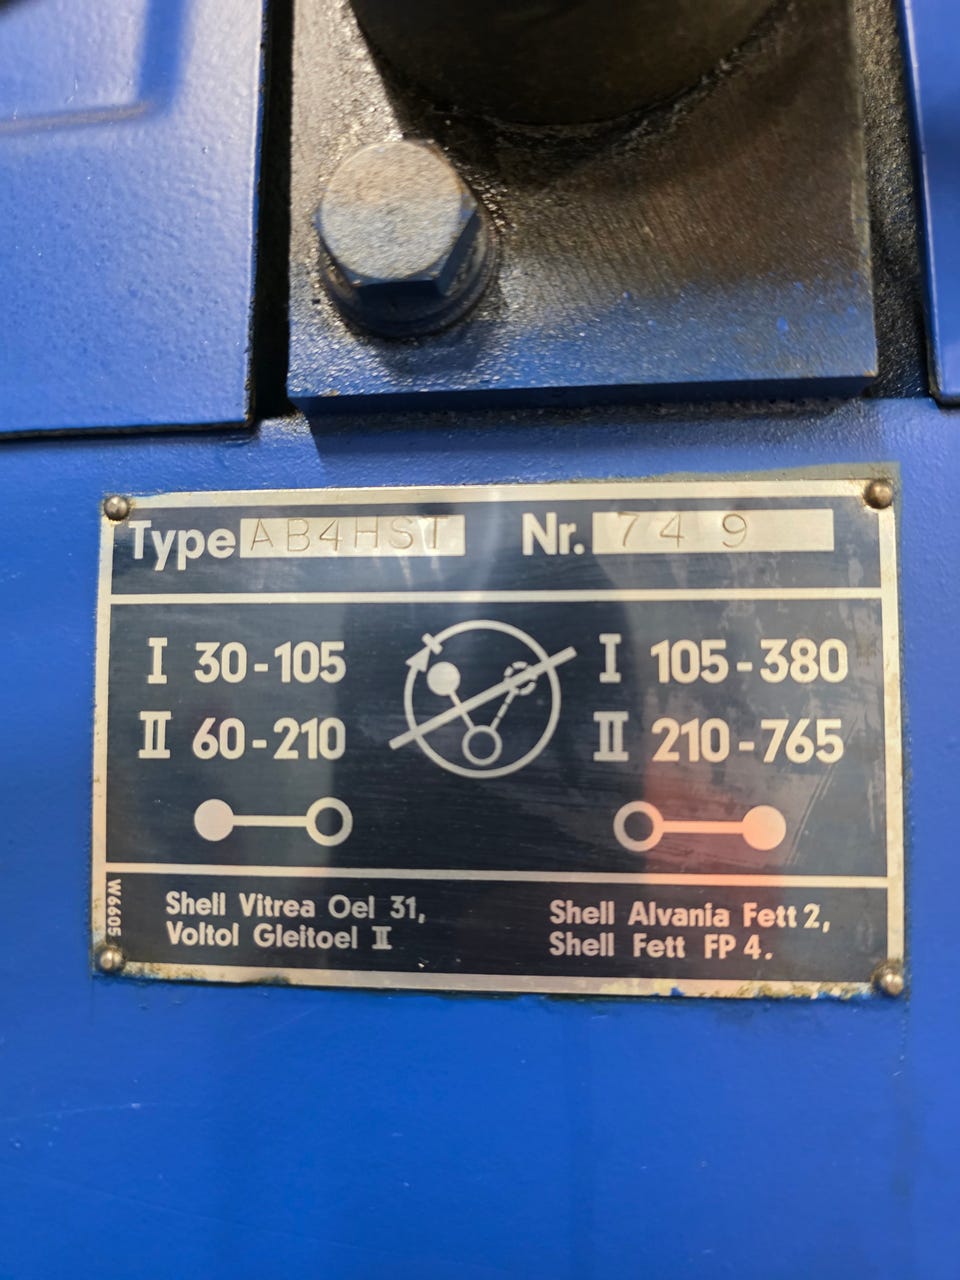 Type AB4HST Nr. 749
I 30-105 I 105-380
II 60-210 II 210-765
W6605
Shell Vitrea Oel 31, Shell Alvania Fett 2,
Voltol Gleitoel II Shell Fett FP 4.